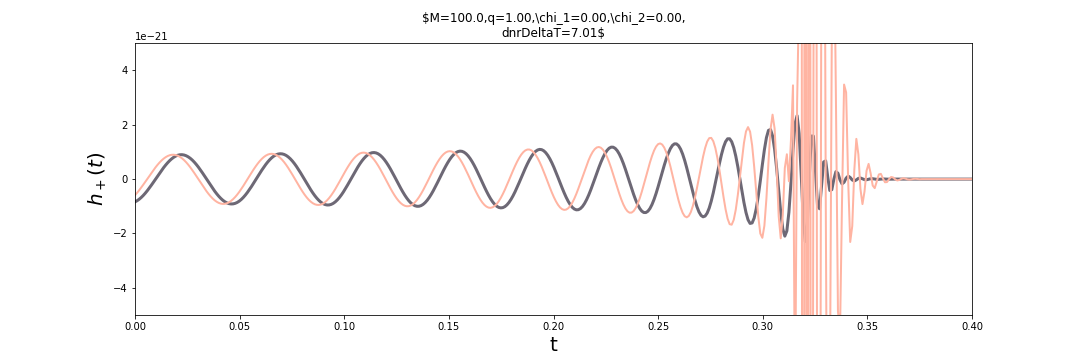 $M=100.0,q=1.00,\chi_1=0.00,\chi_2=0.00,
dnrDeltaT=7.01$
1e−21
4
2
0
−2
−4
h₊(t)
0.00 0.05 0.10 0.15 0.20 0.25 0.30 0.35 0.40
t